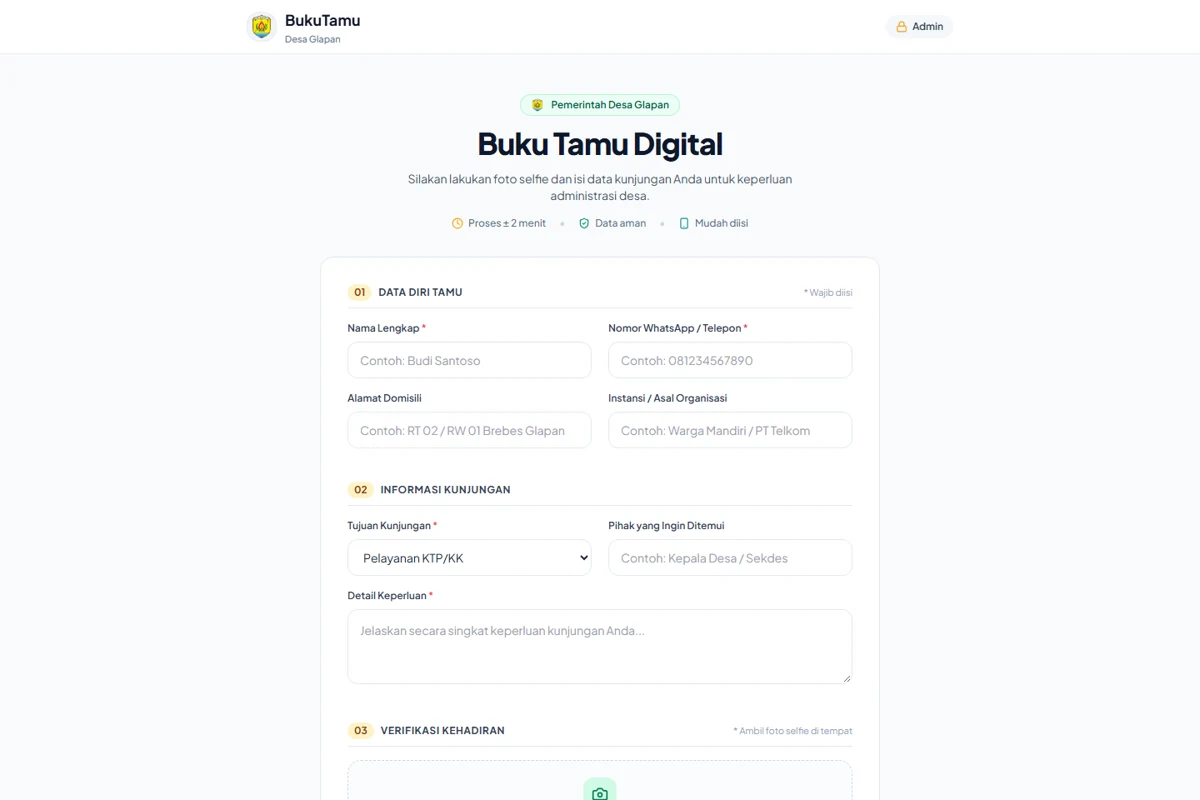 BukuTamu
Desa Glapan
Admin
Pemerintah Desa Glapan
Buku Tamu Digital
Silakan lakukan foto selfie dan isi data kunjungan Anda untuk keperluan
administrasi desa.
Proses ± 2 menit • Data aman • Mudah diisi
01 DATA DIRI TAMU * Wajib diisi
Nama Lengkap * Nomor WhatsApp / Telepon *
Contoh: Budi Santoso Contoh: 081234567890
Alamat Domisili Instansi / Asal Organisasi
Contoh: RT 02 / RW 01 Brebes Glapan Contoh: Warga Mandiri / PT Telkom
02 INFORMASI KUNJUNGAN
Tujuan Kunjungan * Pihak yang Ingin Ditemui
Pelayanan KTP/KK Contoh: Kepala Desa / Sekdes
Detail Keperluan *
Jelaskan secara singkat keperluan kunjungan Anda...
03 VERIFIKASI KEHADIRAN * Ambil foto selfie di tempat